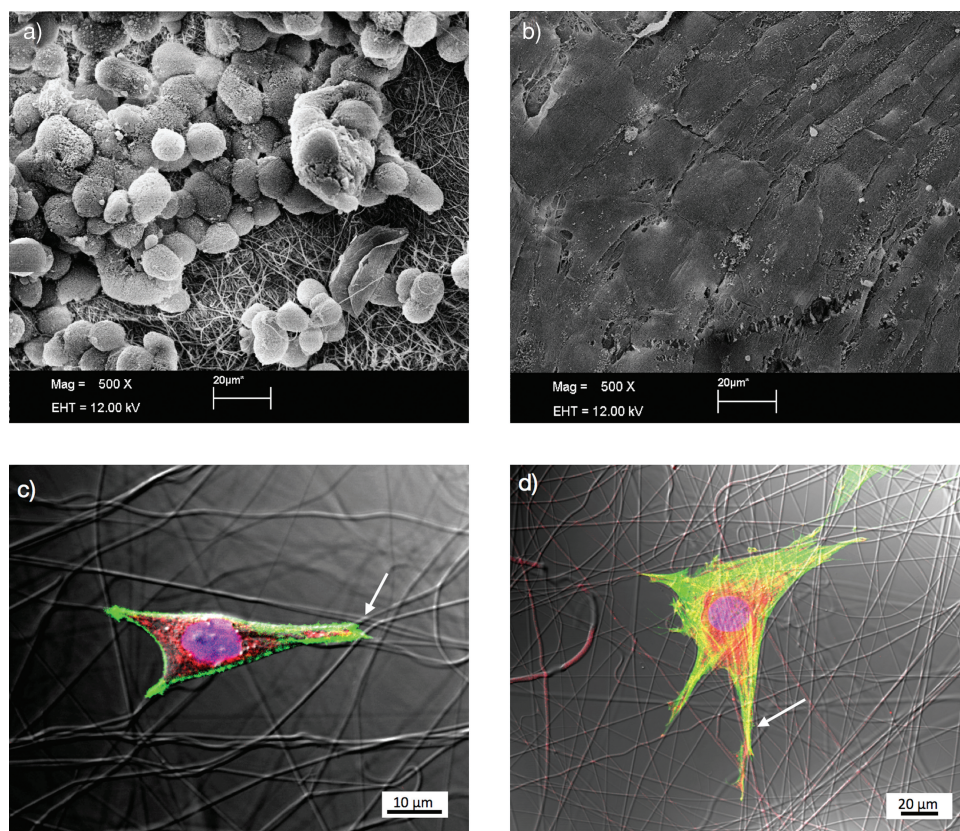 a)
Mag = 500 X
EHT = 12.00 kV
20µm*
b)
Mag = 500 X
EHT = 12.00 kV
20µm*
c)
10 µm
d)
20 µm